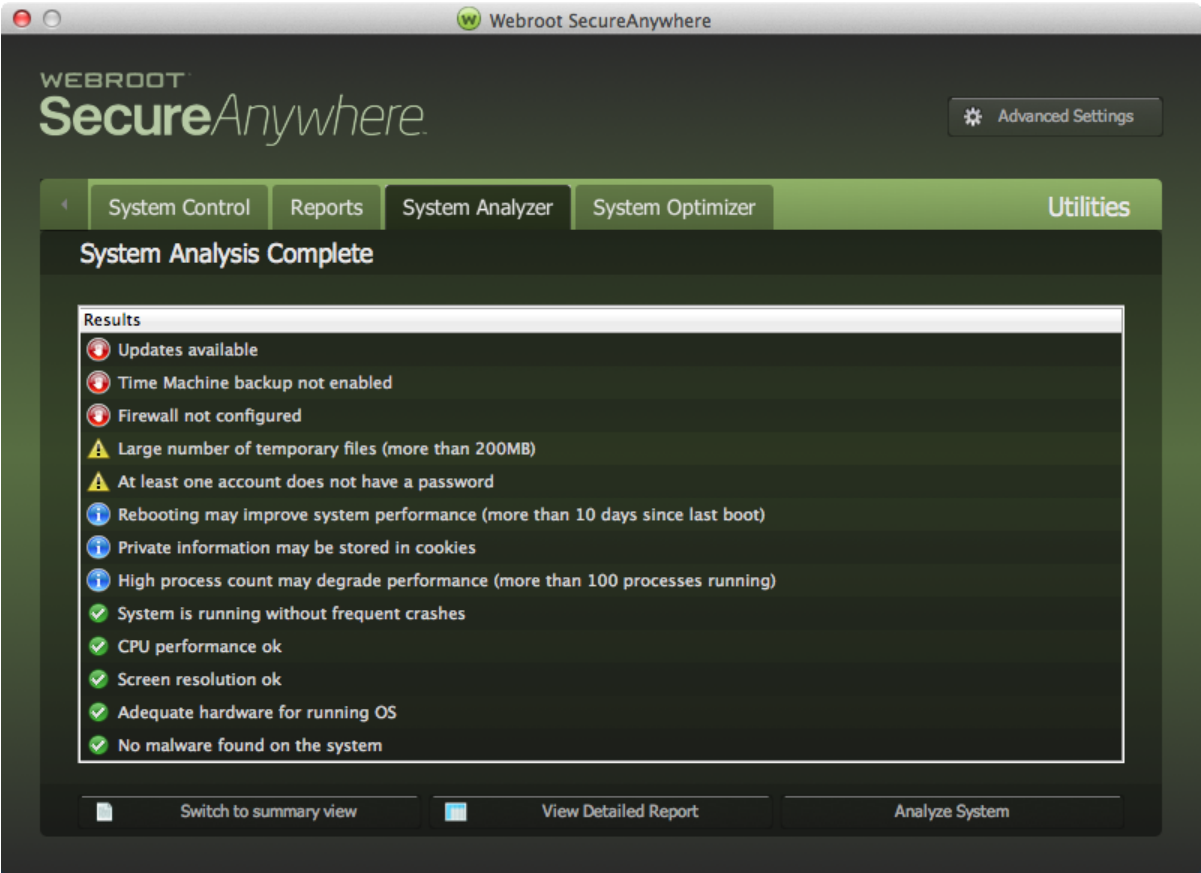 Webroot SecureAnywhere
WEBROOT
SecureAnywhere
Advanced Settings
System Control
Reports
System Analyzer
System Optimizer
Utilities
System Analysis Complete
Results
Updates available
Time Machine backup not enabled
Firewall not configured
Large number of temporary files (more than 200MB)
At least one account does not have a password
Rebooting may improve system performance (more than 10 days since last boot)
Private information may be stored in cookies
High process count may degrade performance (more than 100 processes running)
System is running without frequent crashes
CPU performance ok
Screen resolution ok
Adequate hardware for running OS
No malware found on the system
Switch to summary view
View Detailed Report
Analyze System